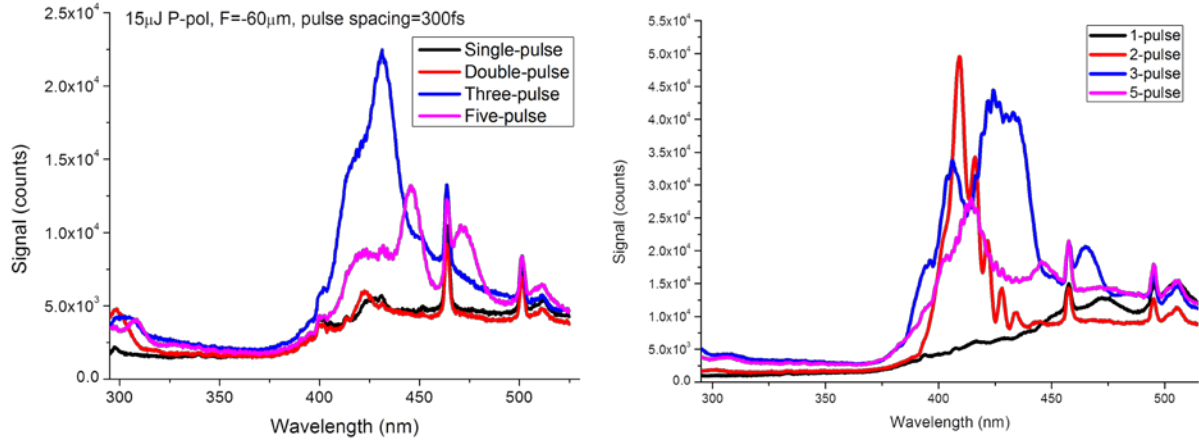 15μJ P-pol, F=-60μm, pulse spacing=300fs
Single-pulse
Double-pulse
Three-pulse
Five-pulse
2.5x10⁴
2.0x10⁴
1.5x10⁴
1.0x10⁴
5.0x10³
0.0
Signal (counts)
300 350 400 450 500
Wavelength (nm)
1-pulse
2-pulse
3-pulse
5-pulse
5.5x10⁴
5.0x10⁴
4.5x10⁴
4.0x10⁴
3.5x10⁴
3.0x10⁴
2.5x10⁴
2.0x10⁴
1.5x10⁴
1.0x10⁴
5.0x10³
0.0
Signal (counts)
300 350 400 450 500
Wavelength (nm)